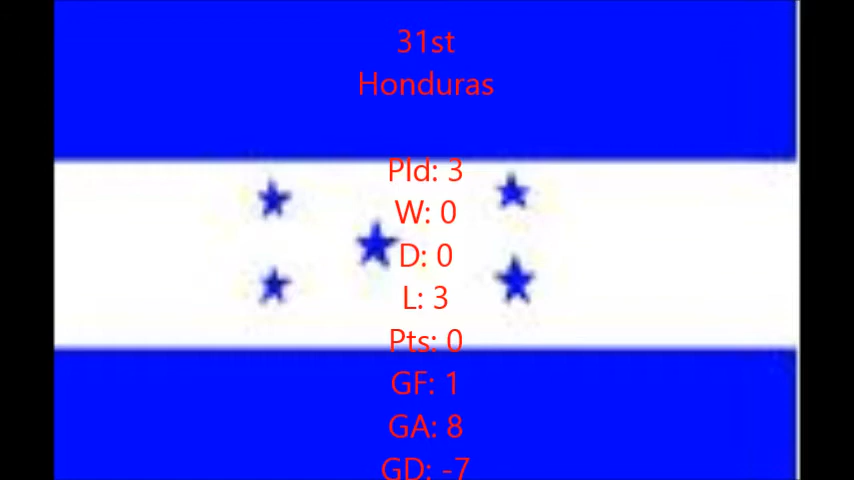 31st
Honduras
Pld: 3
W: 0
D: 0
L: 3
Pts: 0
GF: 1
GA: 8
GD: -7